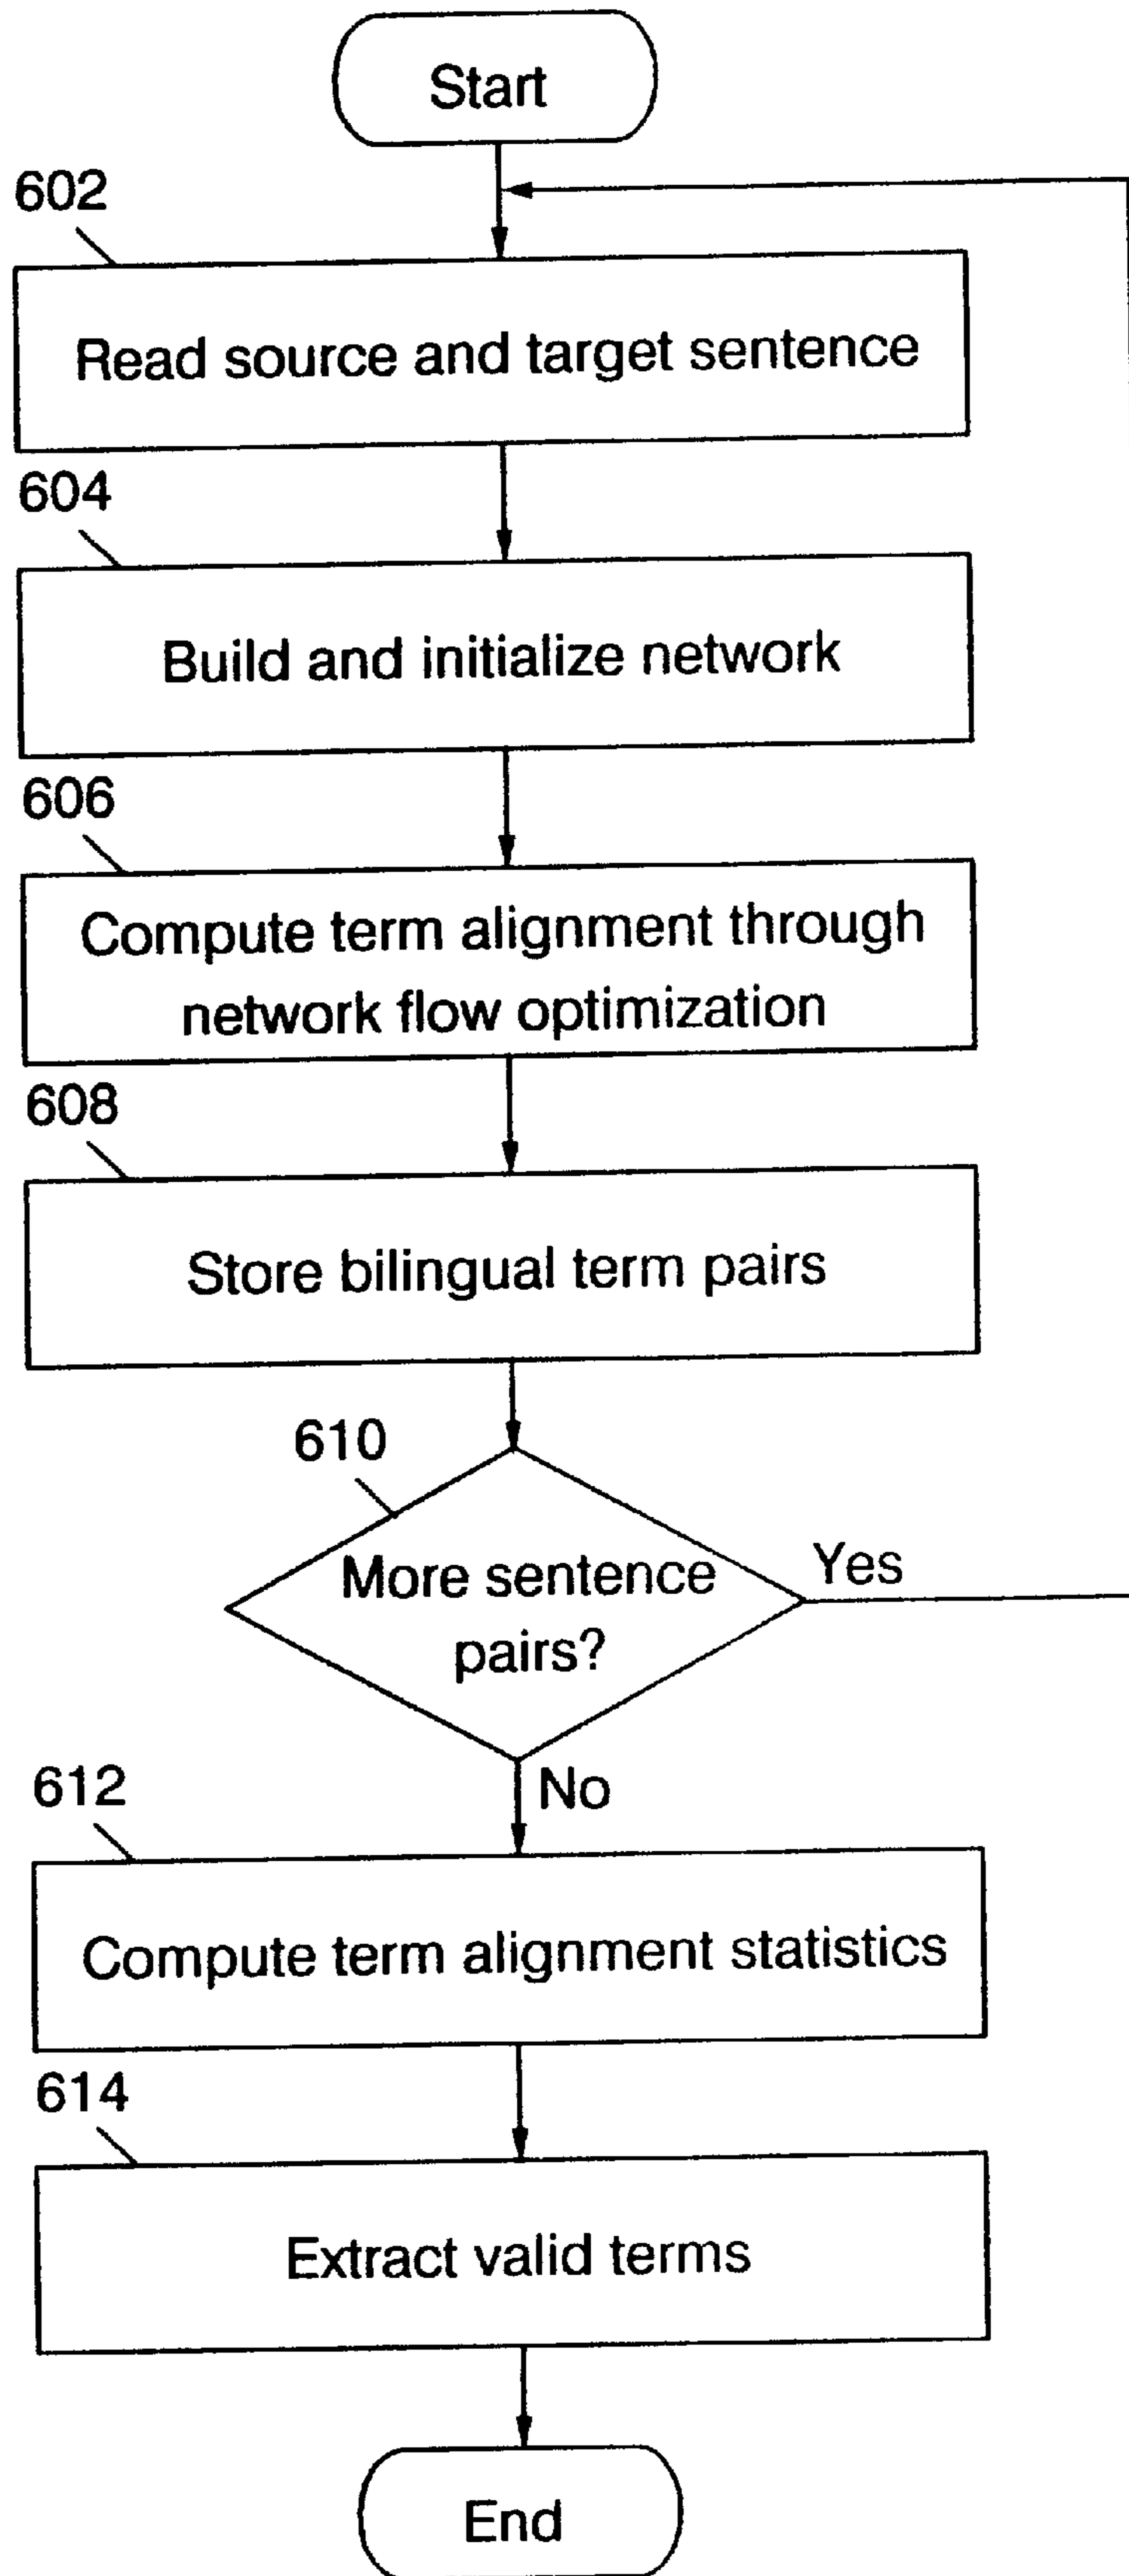 Start
602
Read source and target sentence
604
Build and initialize network
606
Compute term alignment through
network flow optimization
608
Store bilingual term pairs
610
More sentence
pairs?
Yes
No
612
Compute term alignment statistics
614
Extract valid terms
End